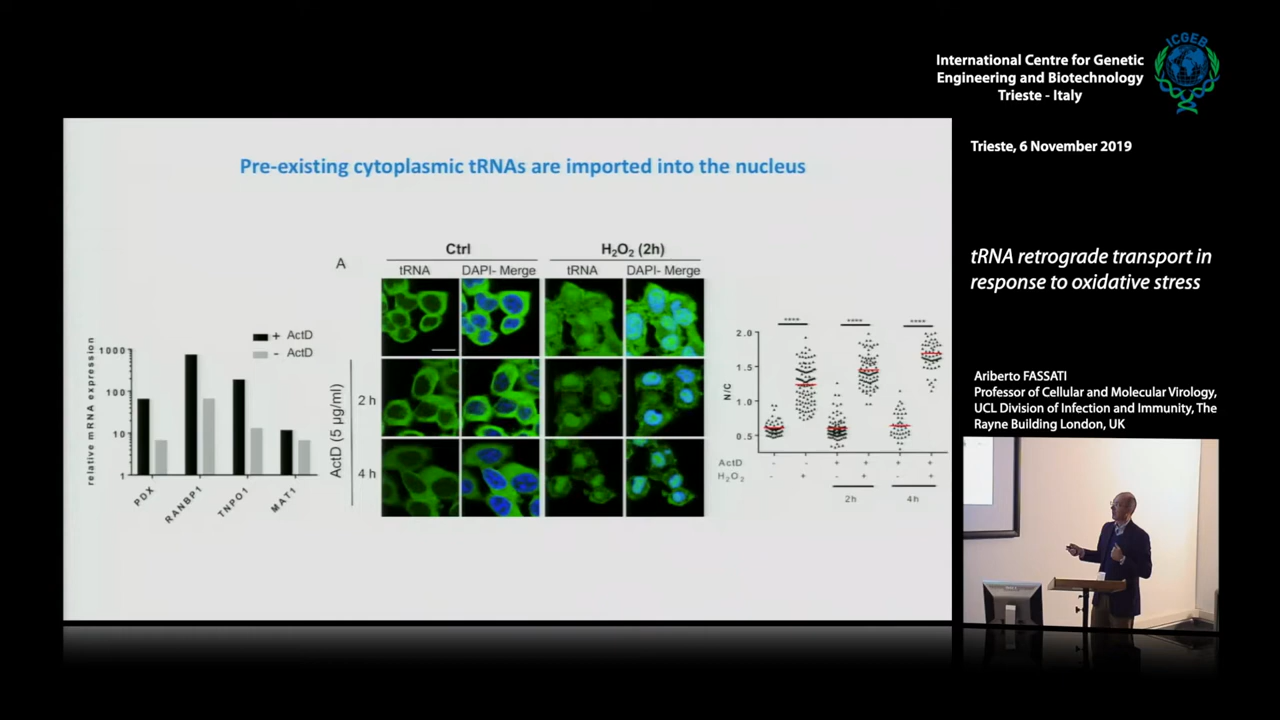 International Centre for Genetic
Engineering and Biotechnology
Trieste - Italy
ICGEB
Trieste, 6 November 2019
tRNA retrograde transport in
response to oxidative stress
Ariberto FASSATI
Professor of Cellular and Molecular Virology,
UCL Division of Infection and Immunity, The
Rayne Building London, UK
Pre-existing cytoplasmic tRNAs are imported into the nucleus
A
Ctrl
H₂O₂ (2h)
tRNA
DAPI- Merge
tRNA
DAPI- Merge
ActD (5 µg/ml)
2 h
4 h
relative mRNA expression
+ ActD
- ActD
1000
100
10
1
PDX
RANBP1
TNPO1
MAT1
N/C
2.0
1.5
1.0
0.5
**** **** ****
ActD - - + + + +
H₂O₂ - + - + - +
2h
4h